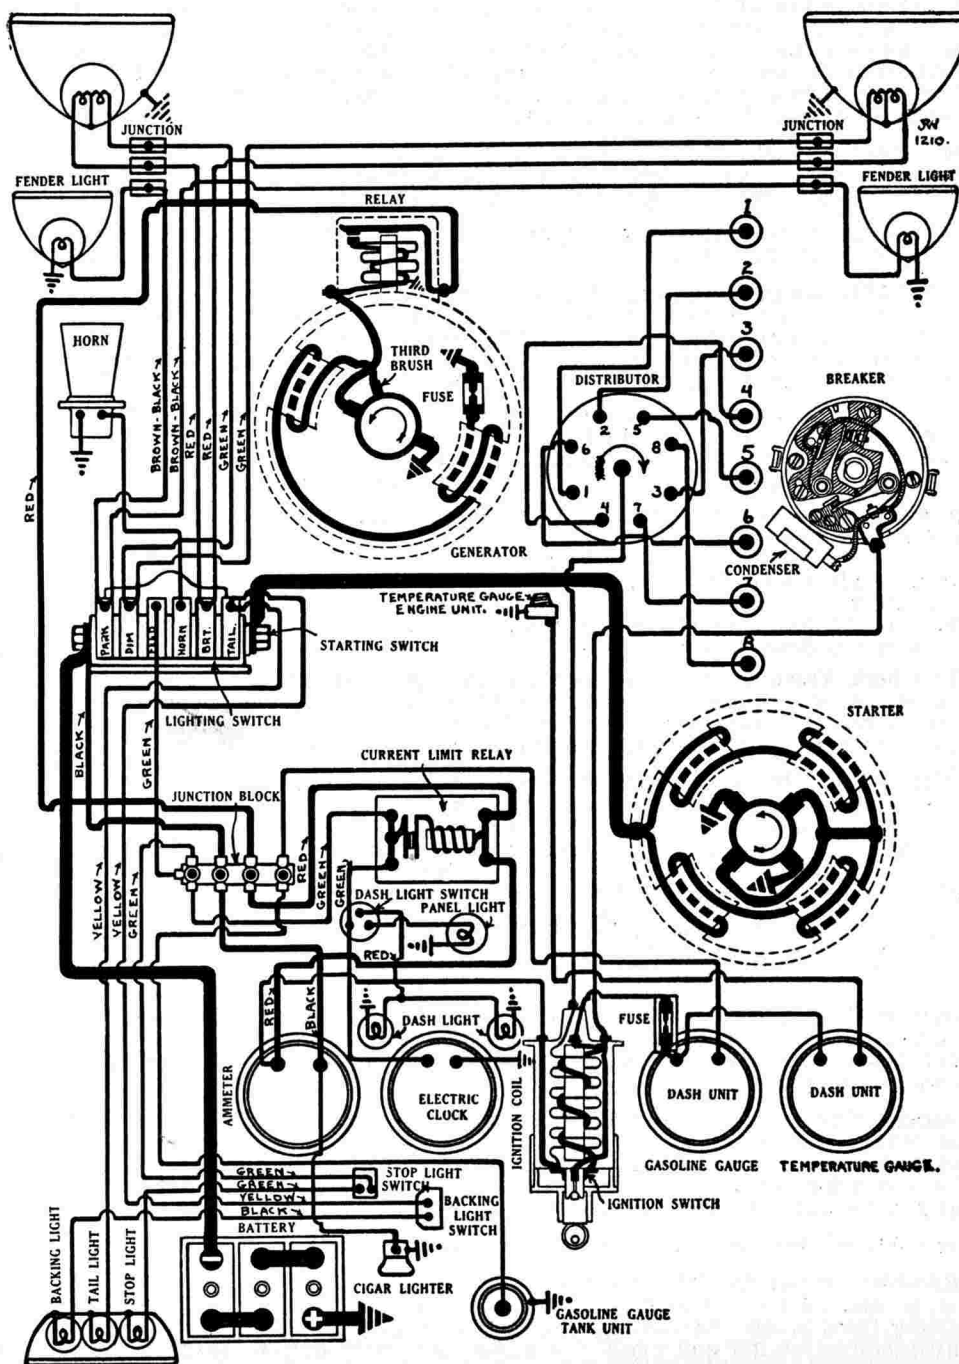 JUNCTION
JUNCTION
JW
1210.
FENDER LIGHT
FENDER LIGHT
RELAY
1
2
3
4
5
6
7
8
HORN
THIRD
BRUSH
FUSE
DISTRIBUTOR
BREAKER
2 5
6 8
1 3
4 7
RED
BROWN-BLACK
BROWN-BLACK
RED
RED
GREEN
GREEN
GENERATOR
CONDENSER
TEMPERATURE GAUGE
ENGINE UNIT.
PARK
DIM
FLD
HORN
BRT.
TAIL.
STARTING SWITCH
LIGHTING SWITCH
STARTER
BLACK
GREEN
CURRENT LIMIT RELAY
JUNCTION BLOCK
RED
GREEN
GREEN
YELLOW
YELLOW
GREEN
DASH LIGHT SWITCH
PANEL LIGHT
RED
RED
BLACK
DASH LIGHT
FUSE
AMMETER
ELECTRIC
CLOCK
IGNITION COIL
DASH UNIT
DASH UNIT
GASOLINE GAUGE
TEMPERATURE GAUGE.
GREEN
GREEN
YELLOW
BLACK
STOP LIGHT
SWITCH
IGNITION SWITCH
BACKING
LIGHT
SWITCH
BATTERY
BACKING LIGHT
TAIL LIGHT
STOP LIGHT
CIGAR LIGHTER
GASOLINE GAUGE
TANK UNIT